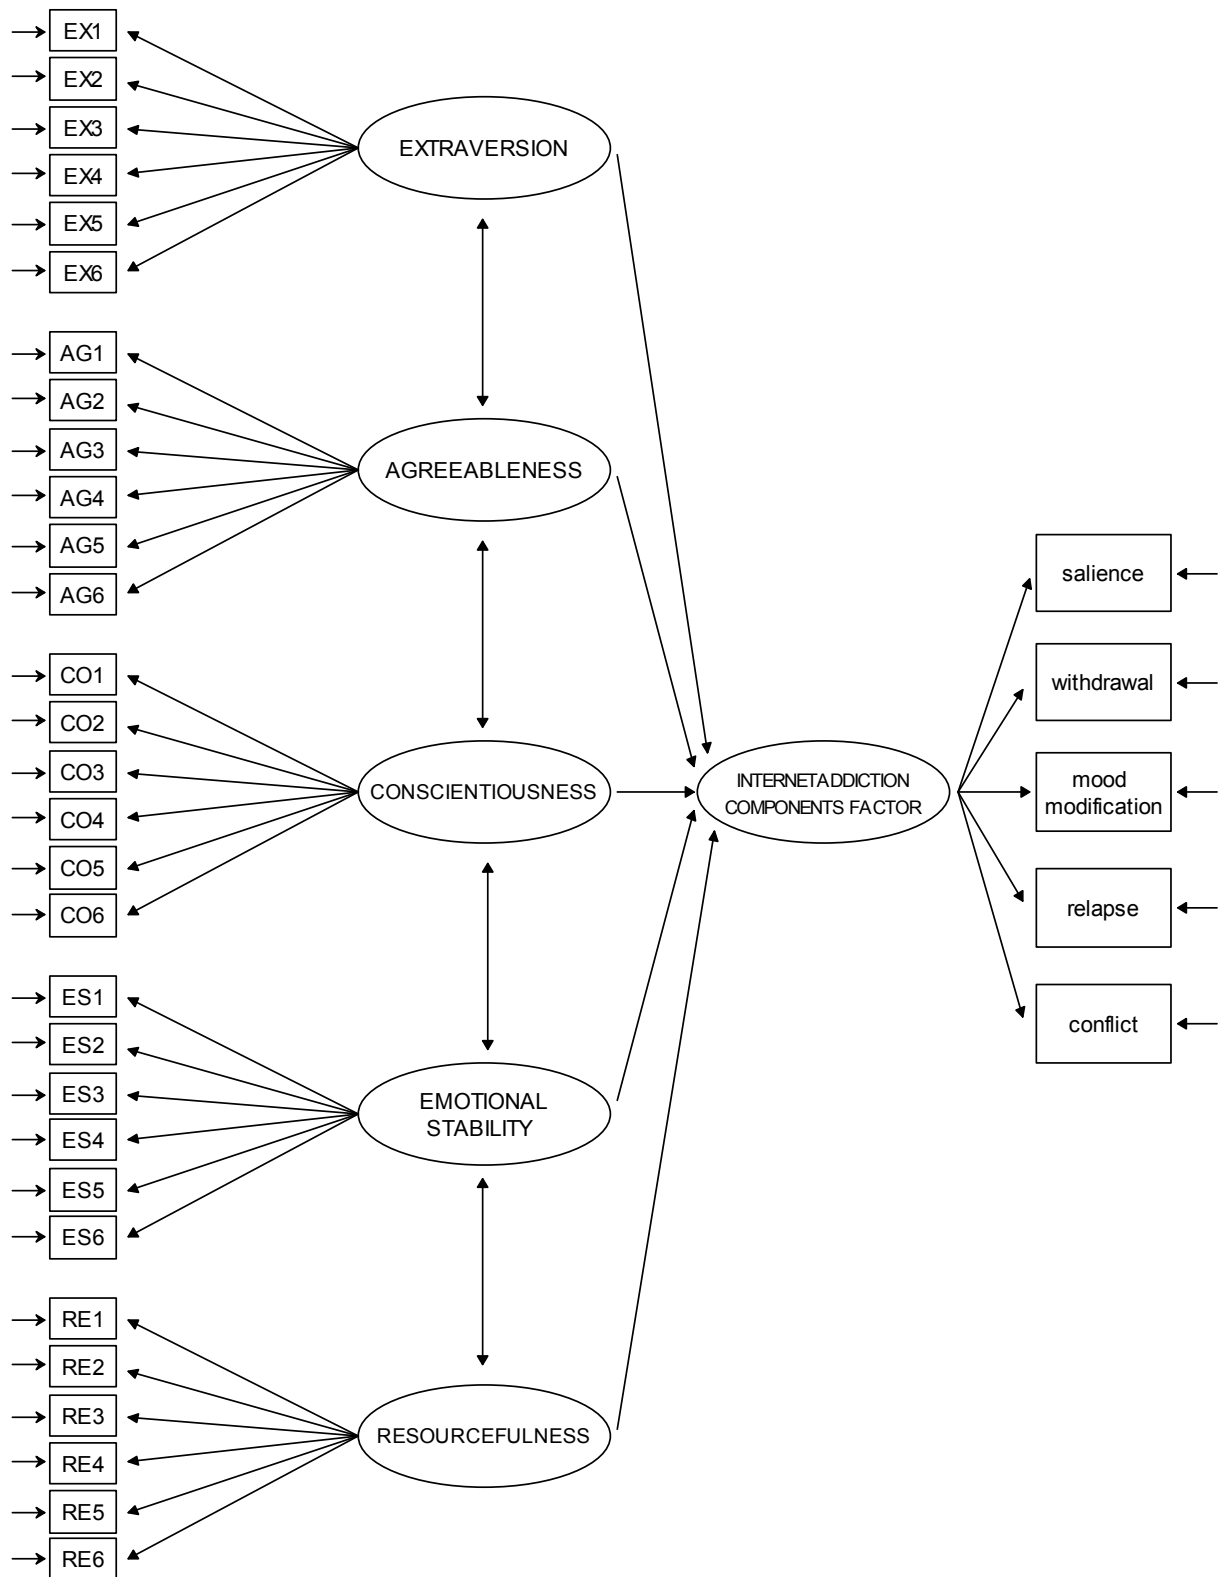 EX1
EX2
EX3
EX4
EX5
EX6
EXTRAVERSION
AG1
AG2
AG3
AG4
AG5
AG6
AGREEABLENESS
CO1
CO2
CO3
CO4
CO5
CO6
CONSCIENTIOUSNESS
ES1
ES2
ES3
ES4
ES5
ES6
EMOTIONAL
STABILITY
RE1
RE2
RE3
RE4
RE5
RE6
RESOURCEFULNESS
INTERNET ADDICTION
COMPONENTS FACTOR
salience
withdrawal
mood
modification
relapse
conflict